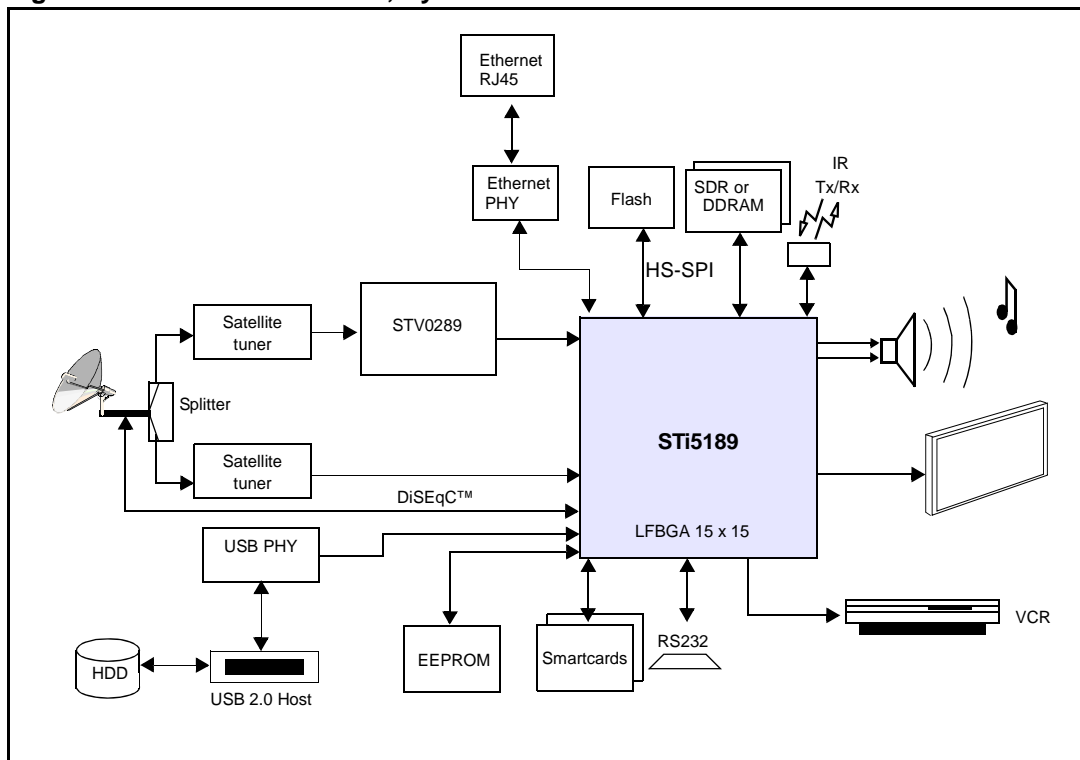 Ethernet
RJ45
Ethernet
PHY
Flash
SDR or
DDRAM
IR
Tx/Rx
HS-SPI
Satellite
tuner
STV0289
Splitter
STi5189
Satellite
tuner
DiSEqC™
LFBGA 15 x 15
USB PHY
EEPROM
Smartcards
RS232
VCR
HDD
USB 2.0 Host